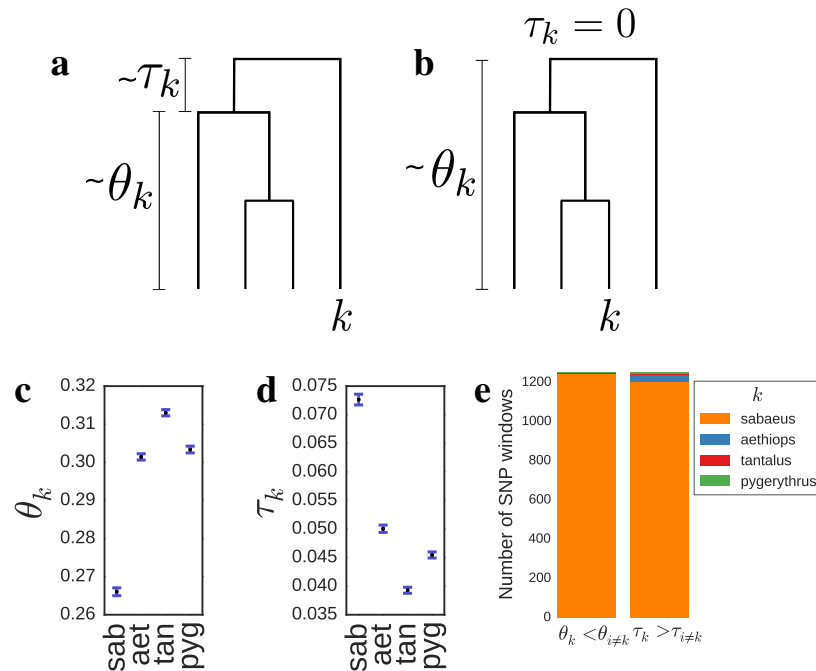 a
~τk
~θk
k
b
τk = 0
~θk
k
c
0.32
0.31
0.30
0.29
0.28
0.27
0.26
θk
sab
aet
tan
pyg
d
0.075
0.070
0.065
0.060
0.055
0.050
0.045
0.040
0.035
τk
sab
aet
tan
pyg
e
1200
1000
800
600
400
200
0
Number of SNP windows
θk <θi≠k
τk >τi≠k
k
sabaeus
aethiops
tantalus
pygerythrus